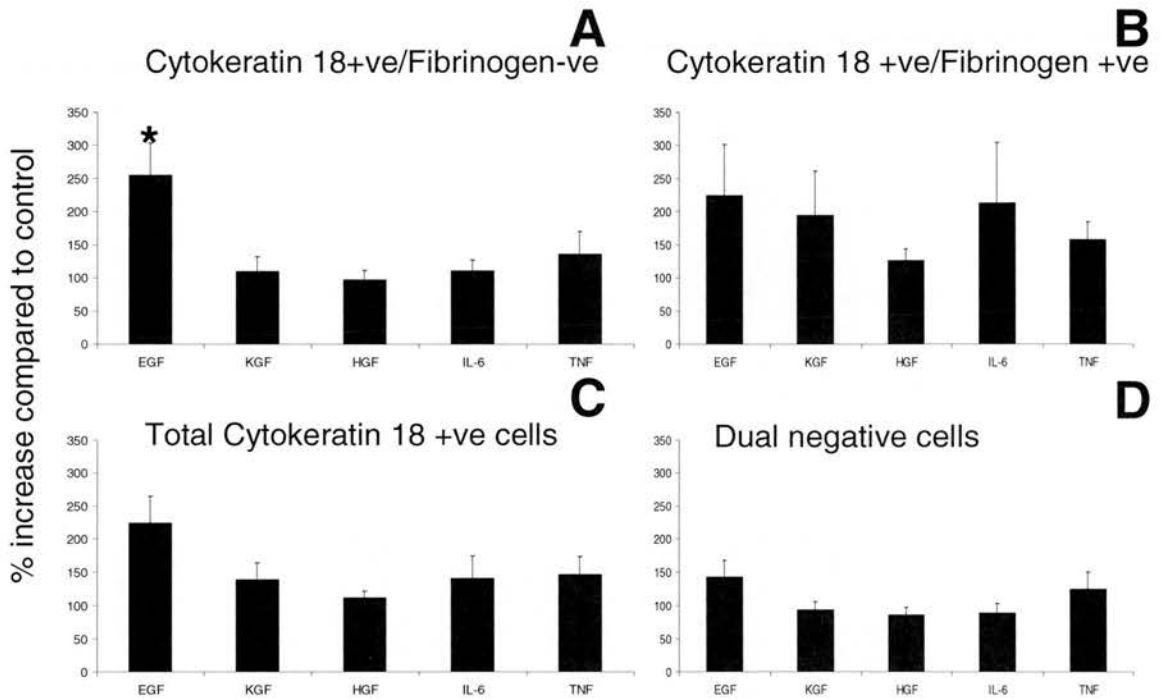 A
Cytokeratin 18+ve/Fibrinogen-ve
350
300
250
200
150
100
50
0
*
EGF KGF HGF IL-6 TNF
B
Cytokeratin 18 +ve/Fibrinogen +ve
350
300
250
200
150
100
50
0
EGF KGF HGF IL-6 TNF
% increase compared to control
C
Total Cytokeratin 18 +ve cells
350
300
250
200
150
100
50
0
EGF KGF HGF IL-6 TNF
D
Dual negative cells
350
300
250
200
150
100
50
0
EGF KGF HGF IL-6 TNF